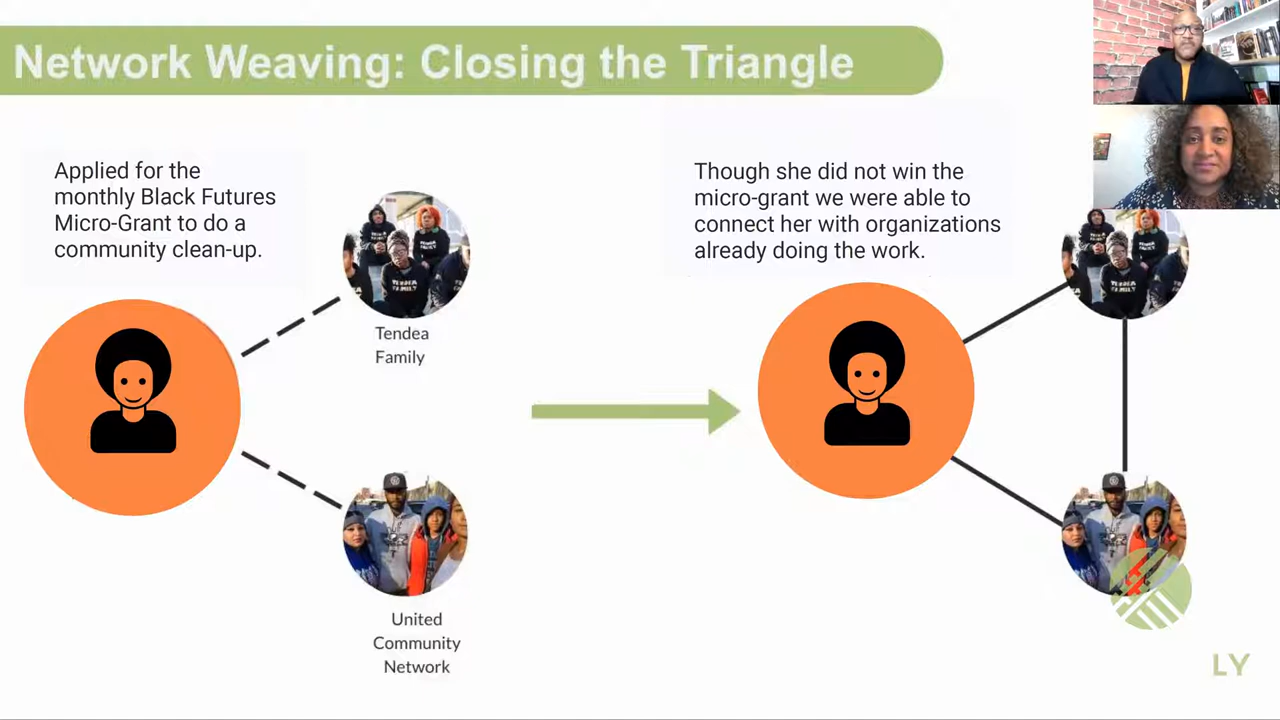 Network Weaving: Closing the Triangle
Applied for the
monthly Black Futures
Micro-Grant to do a
community clean-up.
Though she did not win the
micro-grant we were able to
connect her with organizations
already doing the work.
TENDEA
FAMILY
Tendea
Family
United
Community
Network
LY